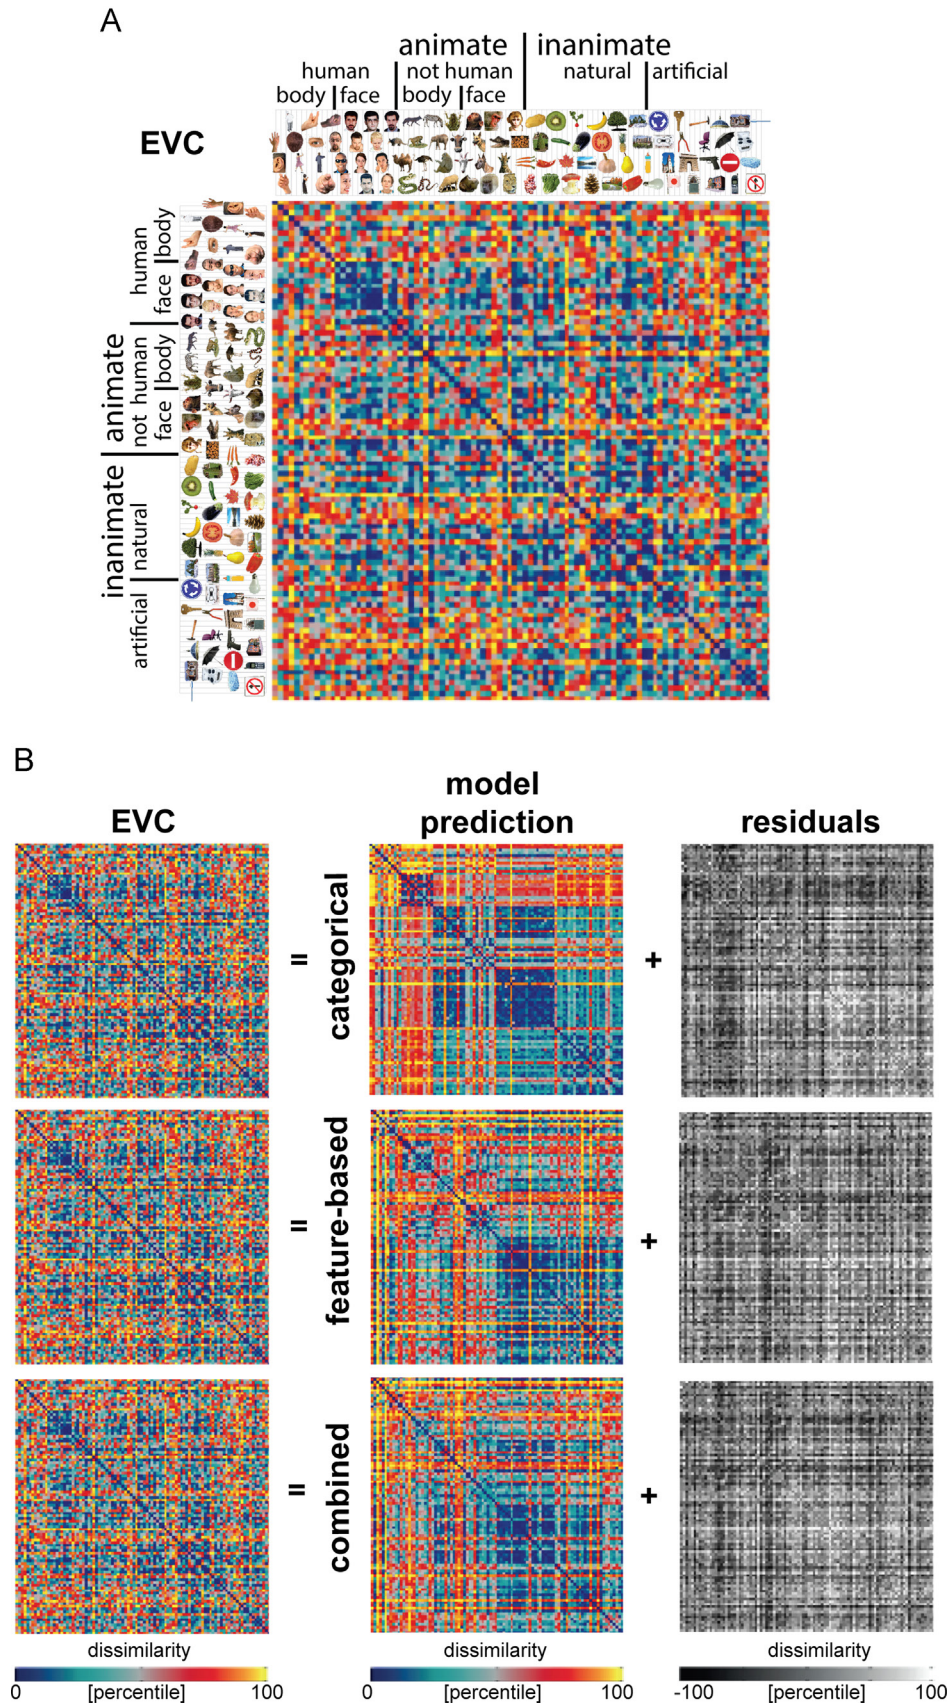 A
animate inanimate
human not human natural artificial
body face body face
EVC
human
body
face
animate
not human
body
face
inanimate
natural
artificial
B
model
EVC prediction residuals
= categorical +
= feature-based +
= combined +
dissimilarity dissimilarity dissimilarity
0 [percentile] 100 0 [percentile] 100 -100 [percentile] 100